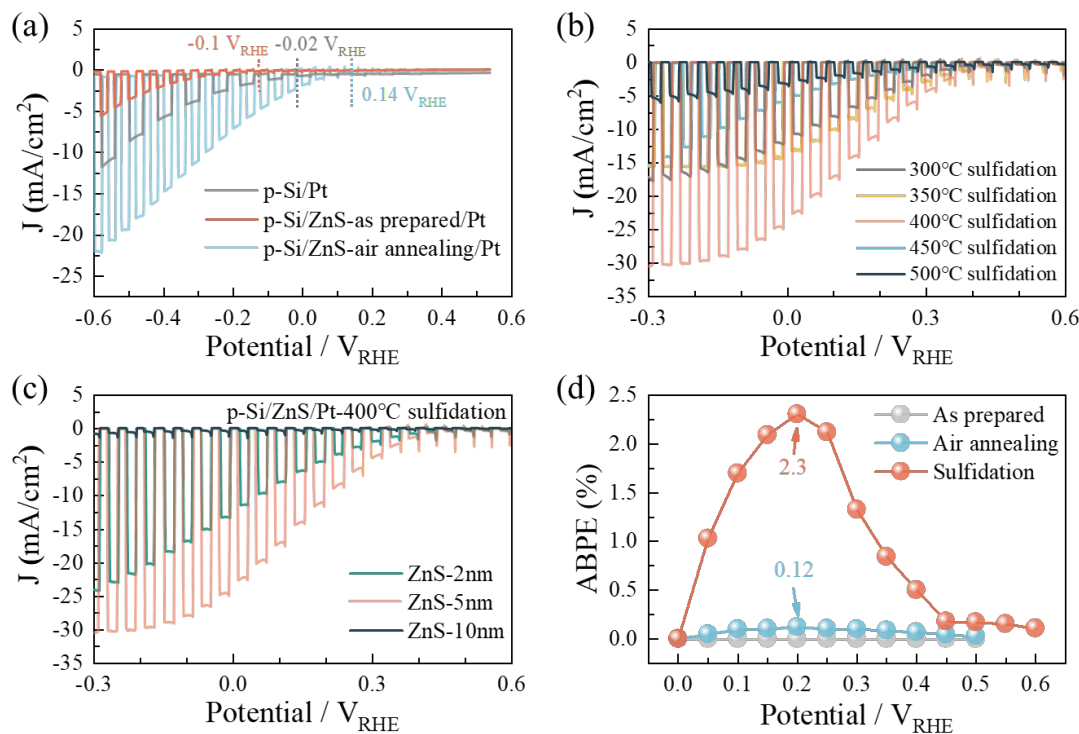 (a)
5
0
-5
-10
-15
-20
-25
J (mA/cm²)
-0.1 V_RHE
-0.02 V_RHE
0.14 V_RHE
p-Si/Pt
p-Si/ZnS-as prepared/Pt
p-Si/ZnS-air annealing/Pt
-0.6 -0.4 -0.2 0.0 0.2 0.4 0.6
Potential / V_RHE
(b)
5
0
-5
-10
-15
-20
-25
-30
-35
J (mA/cm²)
300°C sulfidation
350°C sulfidation
400°C sulfidation
450°C sulfidation
500°C sulfidation
-0.3 0.0 0.3 0.6
Potential / V_RHE
(c)
5
0
-5
-10
-15
-20
-25
-30
-35
J (mA/cm²)
p-Si/ZnS/Pt-400°C sulfidation
ZnS-2nm
ZnS-5nm
ZnS-10nm
-0.3 0.0 0.3 0.6
Potential / V_RHE
(d)
2.5
2.0
1.5
1.0
0.5
0.0
ABPE (%)
As prepared
Air annealing
Sulfidation
2.3
0.12
0.0 0.1 0.2 0.3 0.4 0.5 0.6
Potential / V_RHE